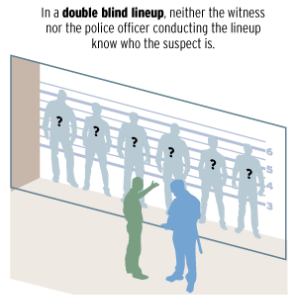 In a double blind lineup, neither the witness
nor the police officer conducting the lineup
know who the suspect is.
? ? ? ? ? ?
6
5
4
3